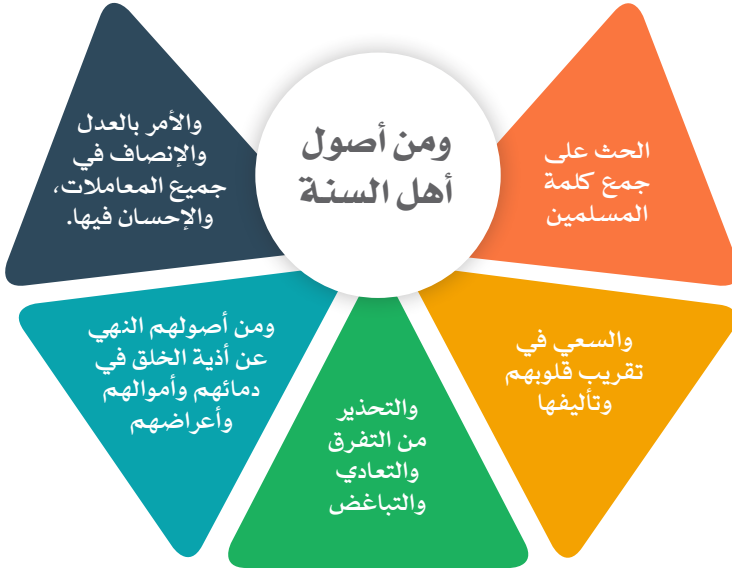 ومن أصول
أهل السنة
الحث على
جمع كلمة
المسلمين
والسعي في
تقريب قلوبهم
وتأليفها
والتحذير
من التفرق
والتعادي
والتباغض
ومن أصولهم النهي
عن أذية الخلق في
دمائهم وأموالهم
وأعراضهم
والأمر بالعدل
والإنصاف في
جميع المعاملات،
والإحسان فيها.